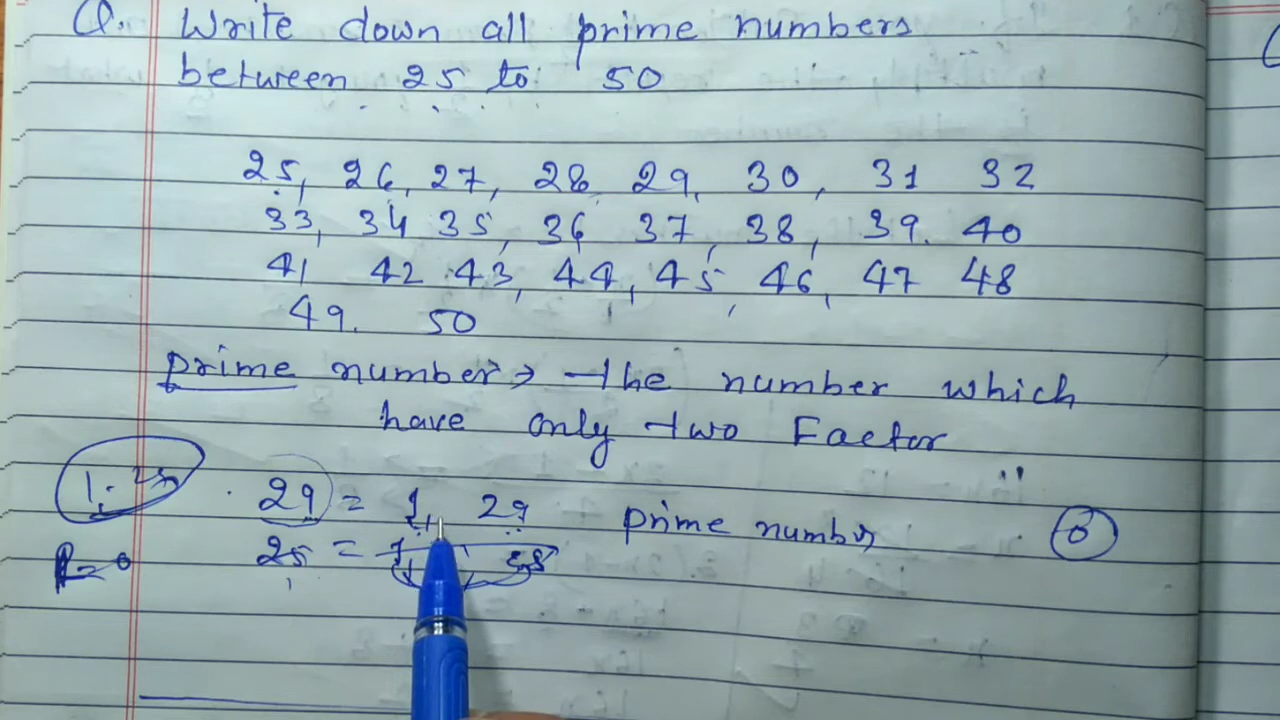 Q. Write down all prime numbers
between 25 to 50
25, 26, 27, 28, 29, 30, 31 32
33, 34 35, 36 37, 38, 39. 40
41 42 43, 44, 45, 46, 47 48
49. 50
prime number → The number which
have only two Factor
29 = 1, 29 prime number 8
25 = 1